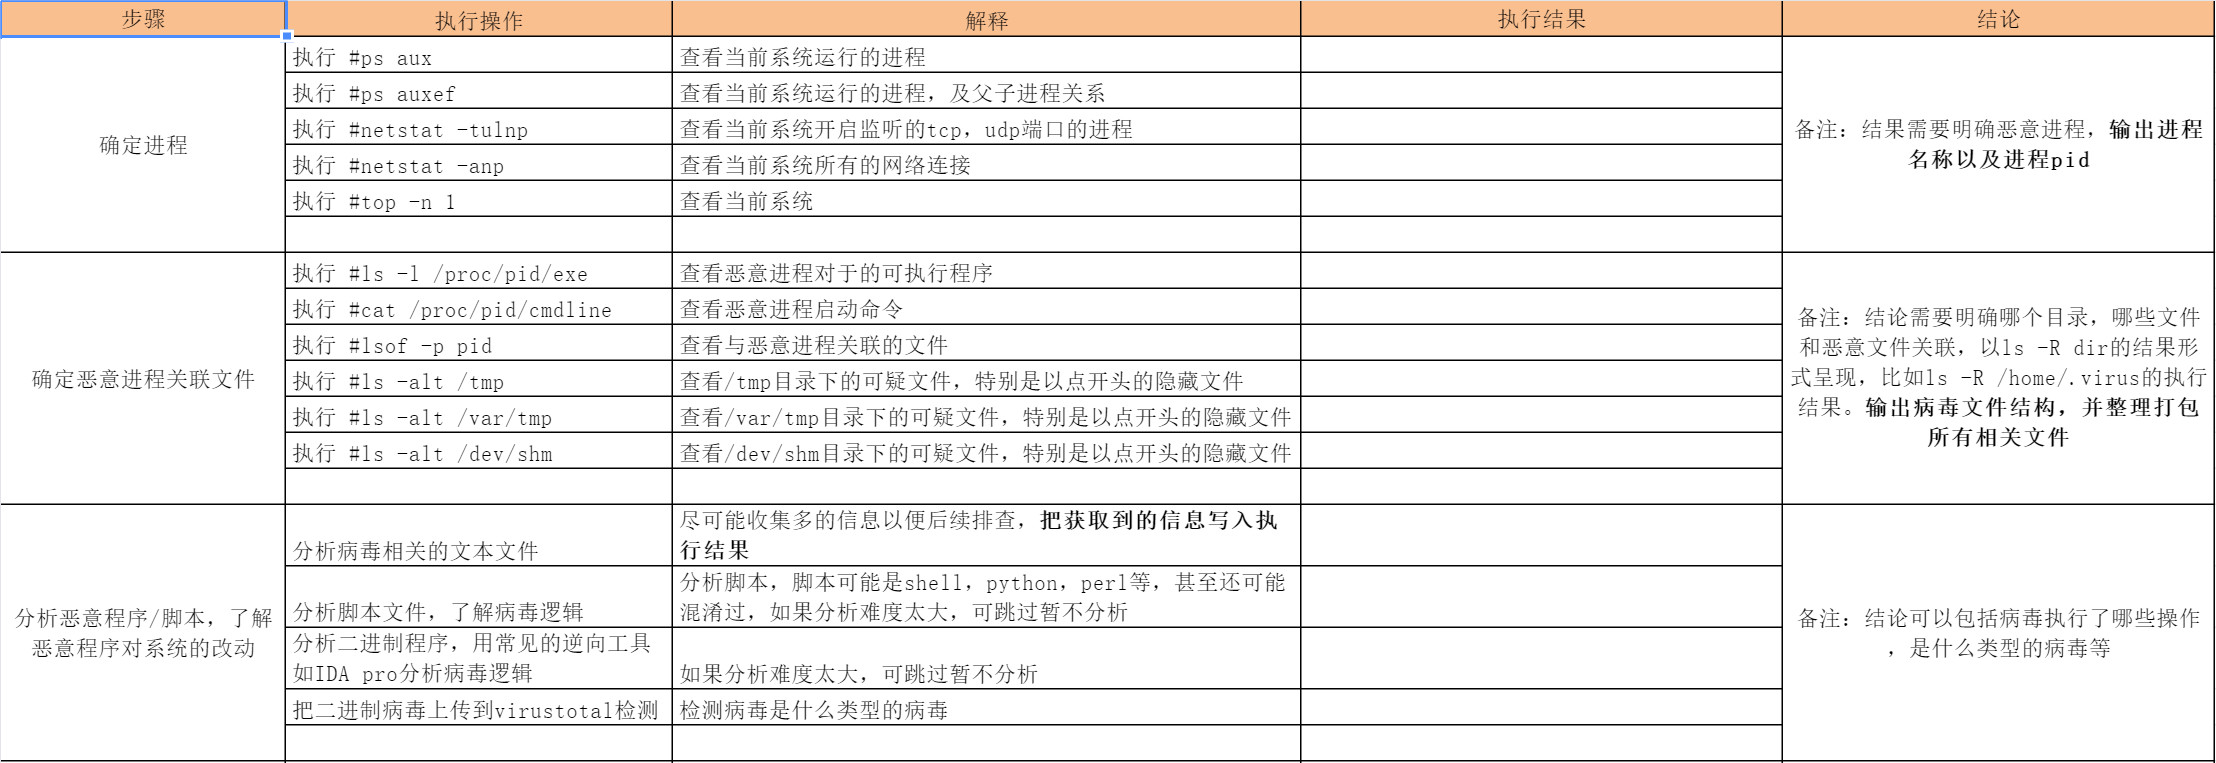 步骤
执行操作
解释
执行结果
结论
确定进程
执行 #ps aux
查看当前系统运行的进程
执行 #ps auxef
查看当前系统运行的进程，及父子进程关系
执行 #netstat -tulnp
查看当前系统开启监听的tcp，udp端口的进程
执行 #netstat -anp
查看当前系统所有的网络连接
执行 #top -n 1
查看当前系统
备注：结果需要明确恶意进程，输出进程
名称以及进程pid
确定恶意进程关联文件
执行 #ls -l /proc/pid/exe
查看恶意进程对于的可执行程序
执行 #cat /proc/pid/cmdline
查看恶意进程启动命令
执行 #lsof -p pid
查看与恶意进程关联的文件
执行 #ls -alt /tmp
查看/tmp目录下的可疑文件，特别是以点开头的隐藏文件
执行 #ls -alt /var/tmp
查看/var/tmp目录下的可疑文件，特别是以点开头的隐藏文件
执行 #ls -alt /dev/shm
查看/dev/shm目录下的可疑文件，特别是以点开头的隐藏文件
备注：结论需要明确哪个目录，哪些文件
和恶意文件关联，以ls -R dir的结果形
式呈现，比如ls -R /home/.virus的执行
结果。输出病毒文件结构，并整理打包
所有相关文件
分析恶意程序/脚本，了解
恶意程序对系统的改动
分析病毒相关的文本文件
尽可能收集多的信息以便后续排查，把获取到的信息写入执
行结果
分析脚本文件，了解病毒逻辑
分析脚本，脚本可能是shell，python，perl等，甚至还可能
混淆过，如果分析难度太大，可跳过暂不分析
分析二进制程序，用常见的逆向工具
如IDA pro分析病毒逻辑
如果分析难度太大，可跳过暂不分析
把二进制病毒上传到virustotal检测
检测病毒是什么类型的病毒
备注：结论可以包括病毒执行了哪些操作
，是什么类型的病毒等